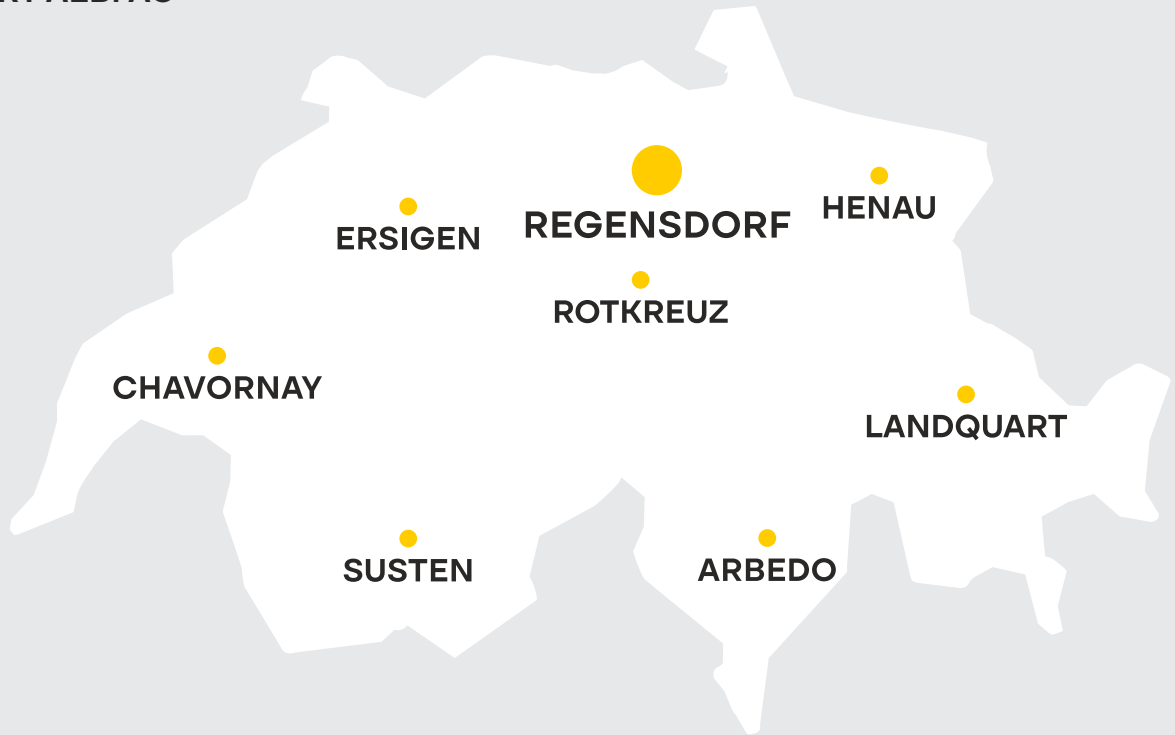 HENAU
REGENSDORF
ERSIGEN
ROTKREUZ
CHAVORNAY
LANDQUART
SUSTEN
ARBEDO